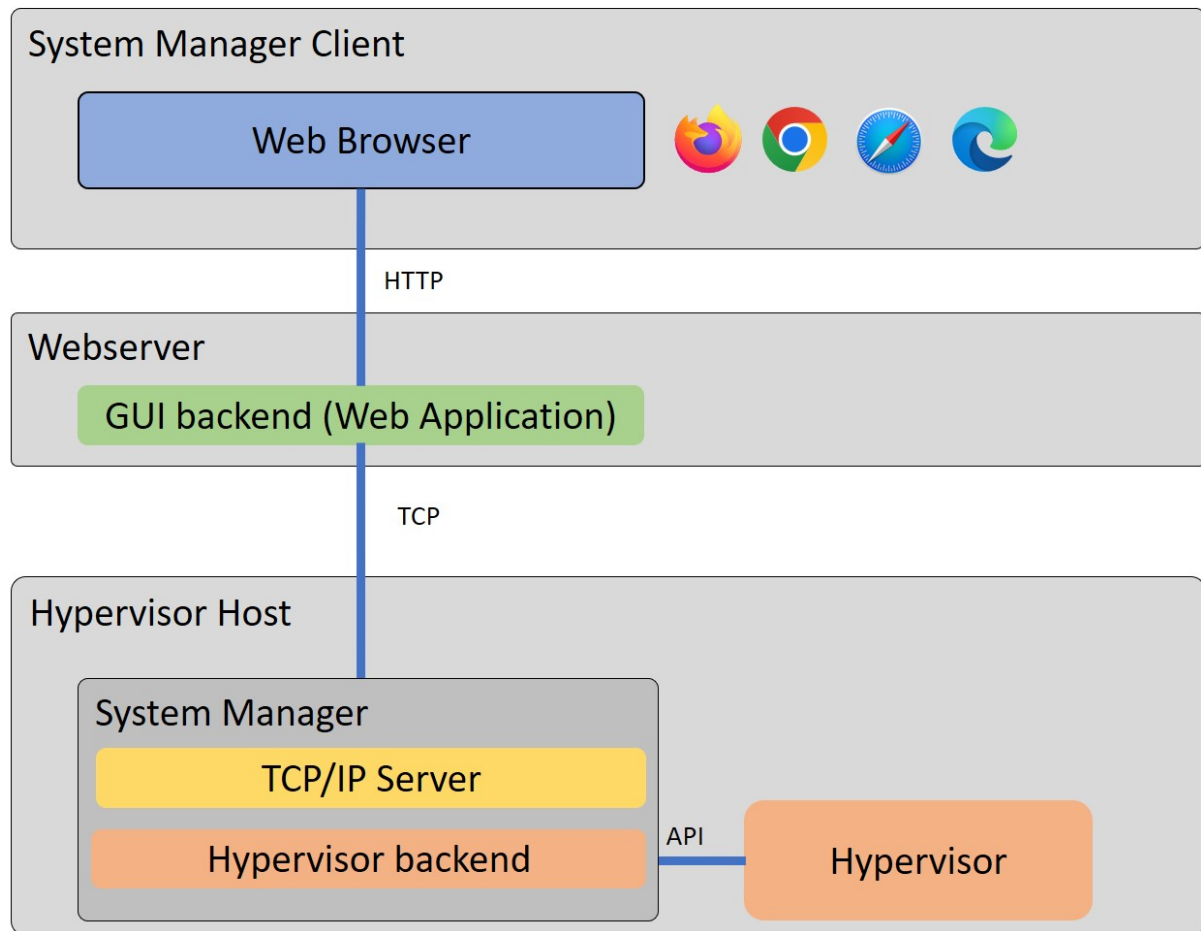 System Manager Client
Web Browser
HTTP
Webserver
GUI backend (Web Application)
TCP
Hypervisor Host
System Manager
TCP/IP Server
Hypervisor backend
API
Hypervisor